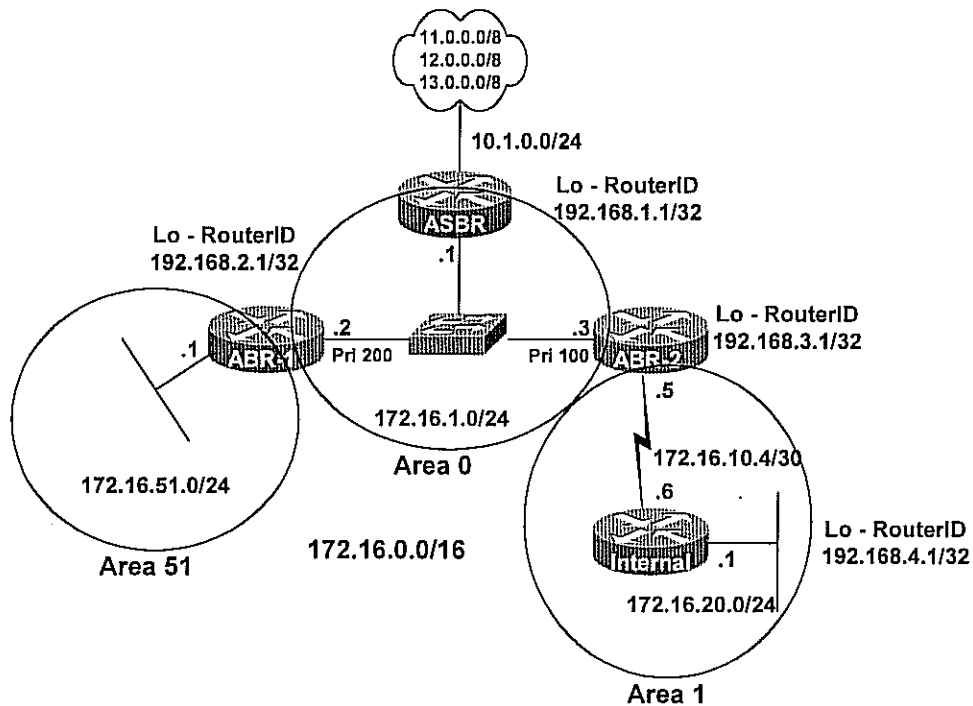 11.0.0.0/8
12.0.0.0/8
13.0.0.0/8
10.1.0.0/24
Lo - RouterID
192.168.1.1/32
ASBR
.1
Lo - RouterID
192.168.2.1/32
ABR-1
.2
Pri 200
.3
Pri 100
ABR-2
Lo - RouterID
192.168.3.1/32
.1
.5
172.16.1.0/24
Area 0
172.16.51.0/24
Area 51
172.16.0.0/16
172.16.10.4/30
.6
Internal
.1
Lo - RouterID
192.168.4.1/32
172.16.20.0/24
Area 1